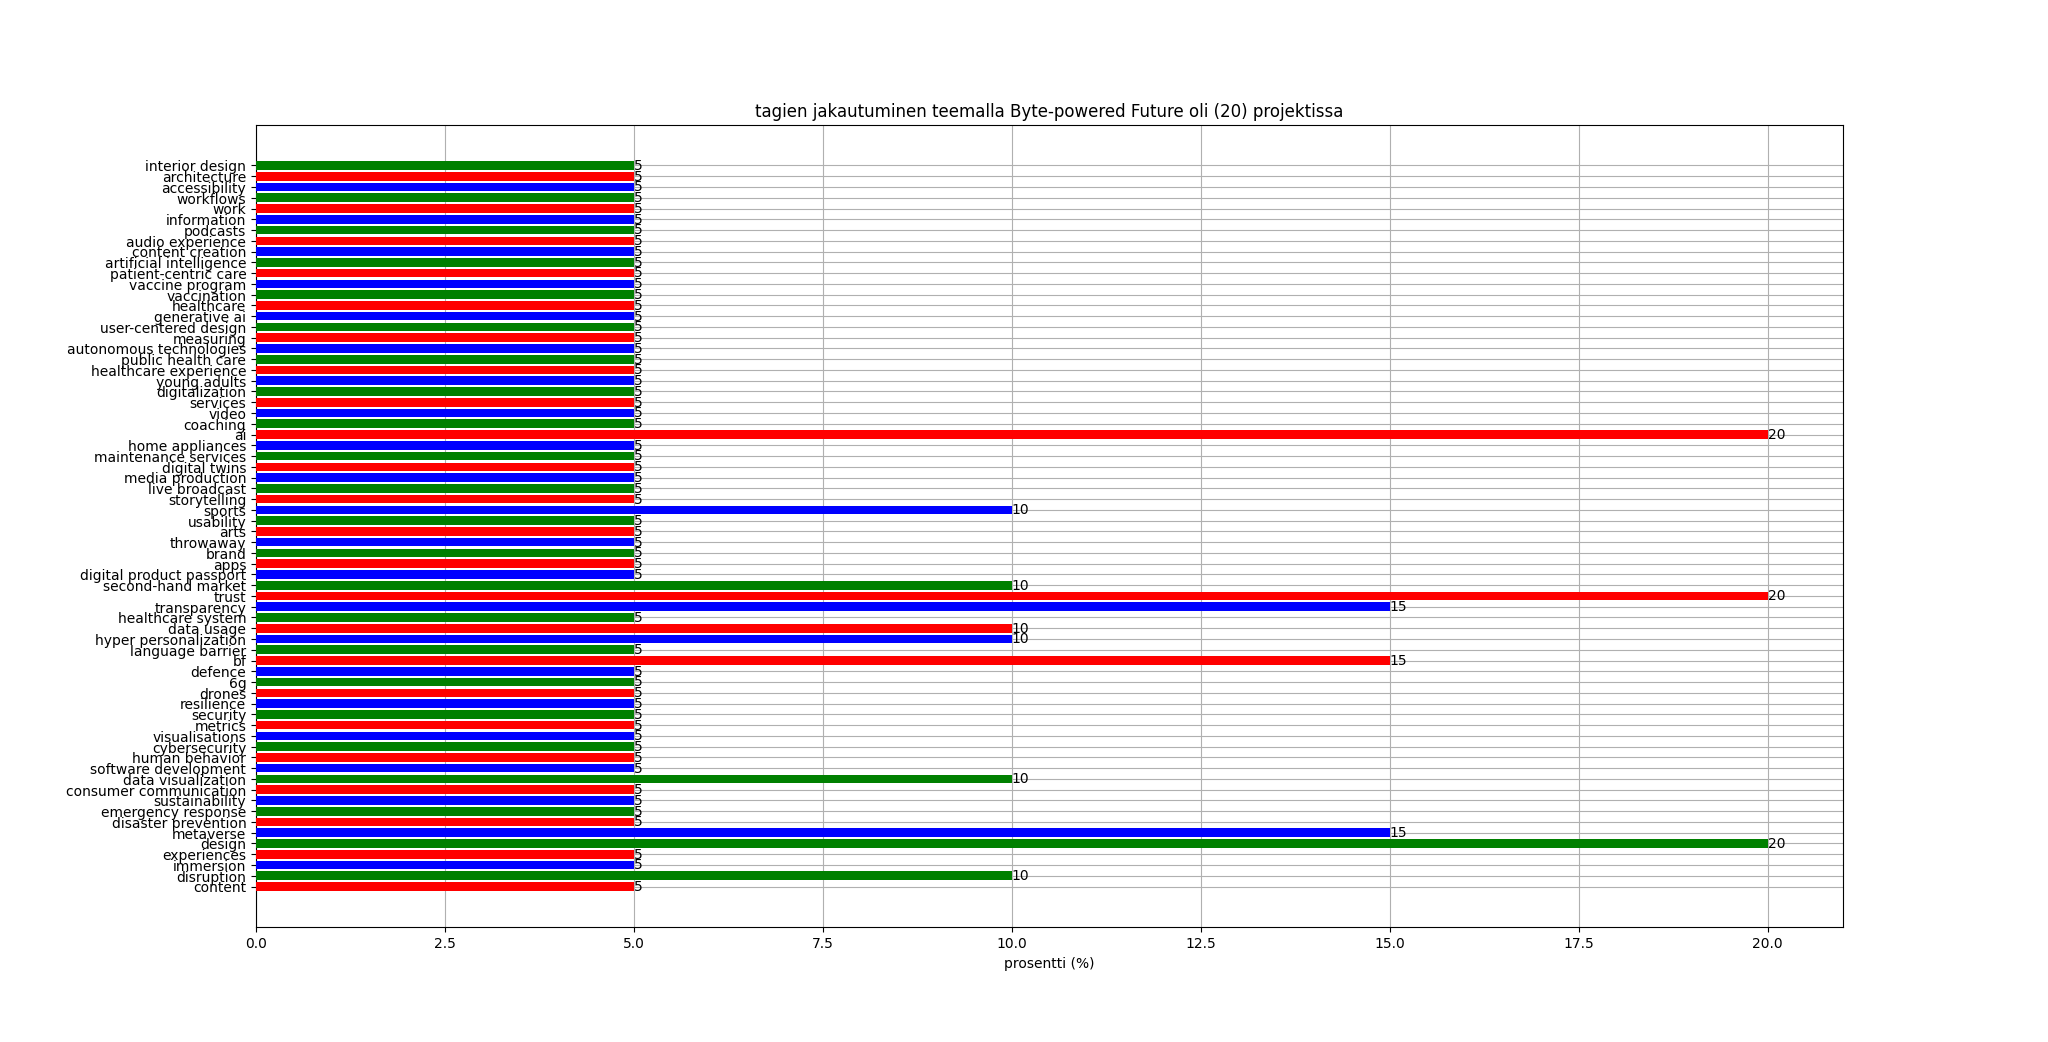 tagien jakautuminen teemalla Byte-powered Future oli (20) projektissa
interior design 5
architecture 5
accessibility 5
workflows 5
work 5
information 5
podcasts 5
audio experience 5
content creation 5
artificial intelligence 5
patient-centric care 5
vaccine program 5
vaccination 5
healthcare 5
generative ai 5
user-centered design 5
measuring 5
autonomous technologies 5
public health care 5
healthcare experience 5
young adults 5
digitalization 5
services 5
video 5
coaching 5
ai 20
home appliances 5
maintenance services 5
digital twins 5
media production 5
live broadcast 5
storytelling 5
sports 10
usability 5
arts 5
throwaway 5
brand 5
apps 5
digital product passport 5
second-hand market 10
trust 20
transparency 15
healthcare system 5
data usage 10
hyper personalization 10
language barrier 5
bf 15
defence 5
6g 5
drones 5
resilience 5
security 5
metrics 5
visualisations 5
cybersecurity 5
human behavior 5
software development 5
data visualization 10
consumer communication 5
sustainability 5
emergency response 5
disaster prevention 5
metaverse 15
design 20
experiences 5
immersion 5
disruption 10
content 5
0.0 2.5 5.0 7.5 10.0 12.5 15.0 17.5 20.0
prosentti (%)